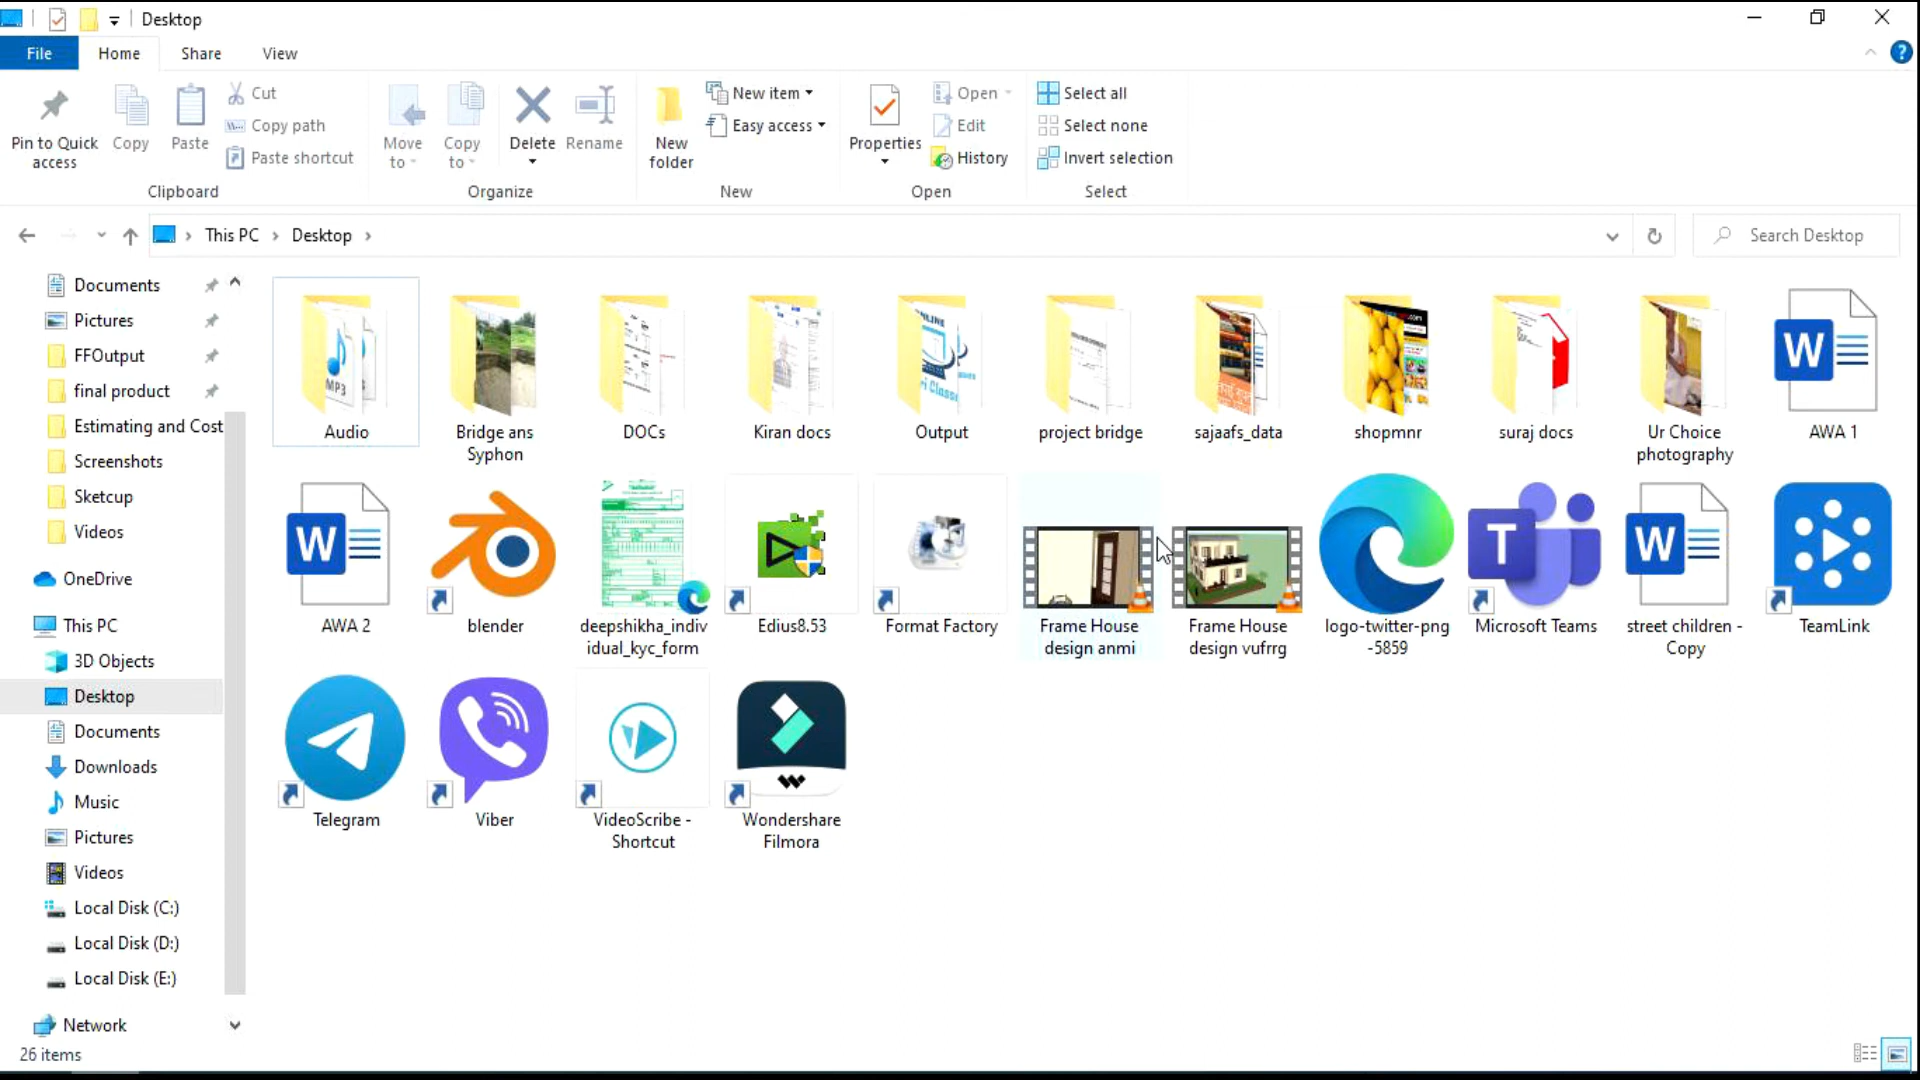 Desktop
File Home Share View
Pin to Quick access
Copy
Paste
Cut
Copy path
Paste shortcut
Clipboard
Move to
Copy to
Delete
Rename
Organize
New folder
New item
Easy access
New
Properties
Open
Edit
History
Open
Select all
Select none
Invert selection
Select
This PC > Desktop >
Search Desktop
Documents
Pictures
FFOutput
final product
Estimating and Cost
Screenshots
Sketcup
Videos
OneDrive
This PC
3D Objects
Desktop
Documents
Downloads
Music
Pictures
Videos
Local Disk (C:)
Local Disk (D:)
Local Disk (E:)
Network
MP3
Audio
Bridge ans
Syphon
DOCs
Kiran docs
Output
project bridge
sajaafs_data
shopmnr
suraj docs
Ur Choice
photography
W
AWA 1
W
AWA 2
blender
deepshikha_indiv
idual_kyc_form
Edius8.53
Format Factory
Frame House
design anmi
Frame House
design vufrrg
logo-twitter-png
-5859
T
Microsoft Teams
W
street children -
Copy
TeamLink
Telegram
Viber
VideoScribe -
Shortcut
Wondershare
Filmora
26 items